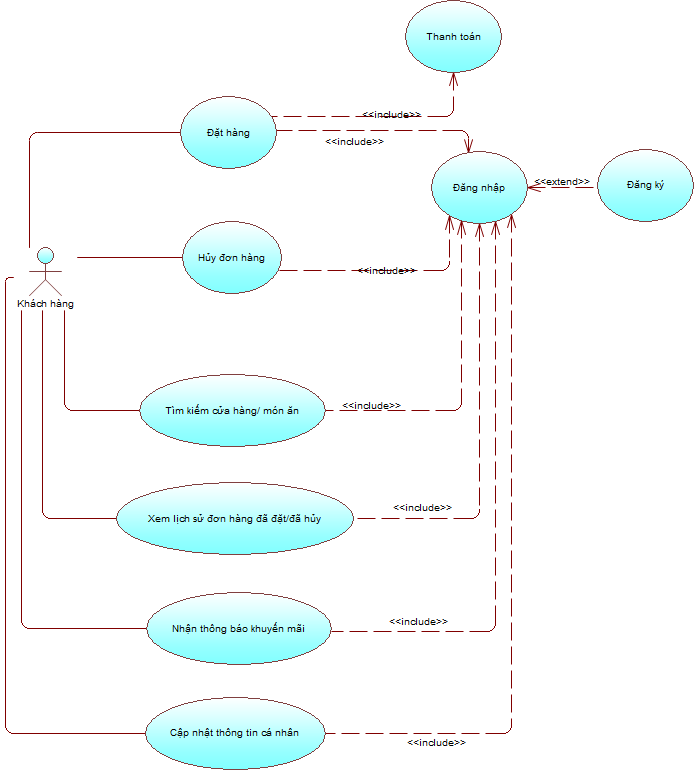 Thanh toán
<<include>>
Đặt hàng
<<include>>
Đăng nhập
<<extend>>
Đăng ký
Hủy đơn hàng
<<include>>
Khách hàng
Tìm kiếm cửa hàng/ món ăn
<<include>>
Xem lịch sử đơn hàng đã đặt/đã hủy
<<include>>
Nhận thông báo khuyến mãi
<<include>>
Cập nhật thông tin cá nhân
<<include>>